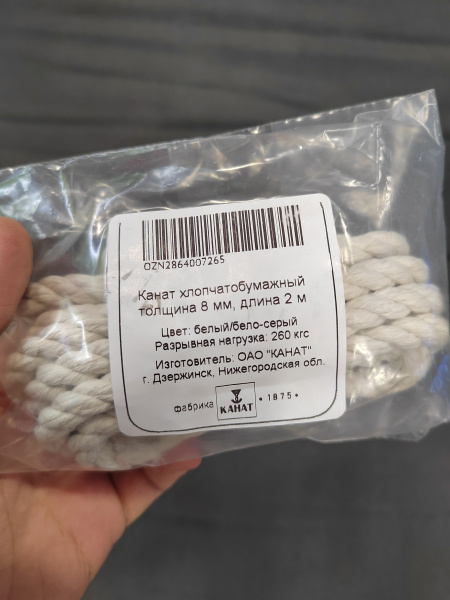 OZN2864007265
Канат хлопчатобумажный
толщина 8 мм, длина 2 м
Цвет: белый/бело-серый
Разрывная нагрузка: 260 кгс
Изготовитель: ОАО "КАНАТ"
г. Дзержинск, Нижегородская обл.
фабрика КАНАТ • 1875 •